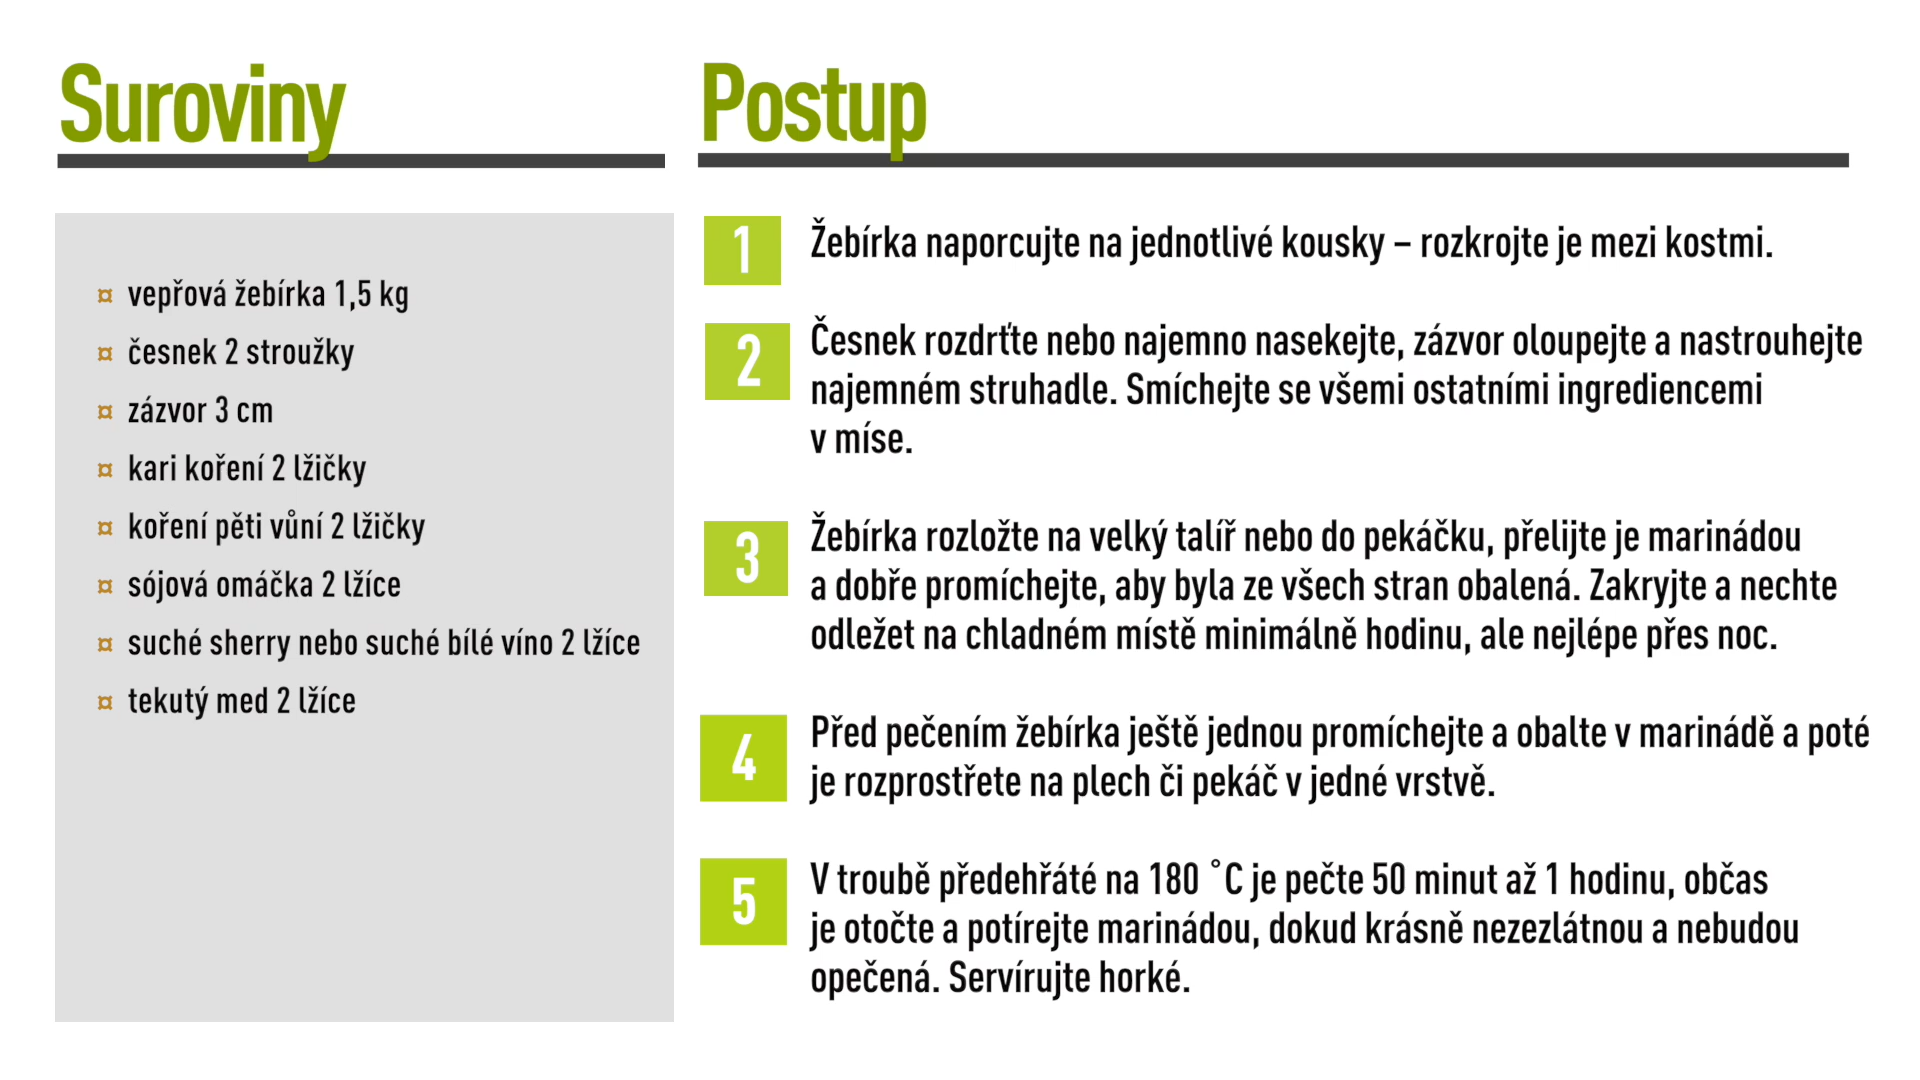 Suroviny
¤ vepřová žebírka 1,5 kg
¤ česnek 2 stroužky
¤ zázvor 3 cm
¤ kari koření 2 lžičky
¤ koření pěti vůní 2 lžičky
¤ sójová omáčka 2 lžíce
¤ suché sherry nebo suché bílé víno 2 lžíce
¤ tekutý med 2 lžíce
Postup
1 Žebírka naporcujte na jednotlivé kousky – rozkrojte je mezi kostmi.
2 Česnek rozdrťte nebo najemno nasekejte, zázvor oloupejte a nastrouhejte
najemném struhadle. Smíchejte se všemi ostatními ingrediencemi
v míse.
3 Žebírka rozložte na velký talíř nebo do pekáčku, přelijte je marinádou
a dobře promíchejte, aby byla ze všech stran obalená. Zakryjte a nechte
odležet na chladném místě minimálně hodinu, ale nejlépe přes noc.
4 Před pečením žebírka ještě jednou promíchejte a obalte v marinádě a poté
je rozprostřete na plech či pekáč v jedné vrstvě.
5 V troubě předehřáté na 180 ˚C je pečte 50 minut až 1 hodinu, občas
je otočte a potírejte marinádou, dokud krásně nezezlátnou a nebudou
opečená. Servírujte horké.